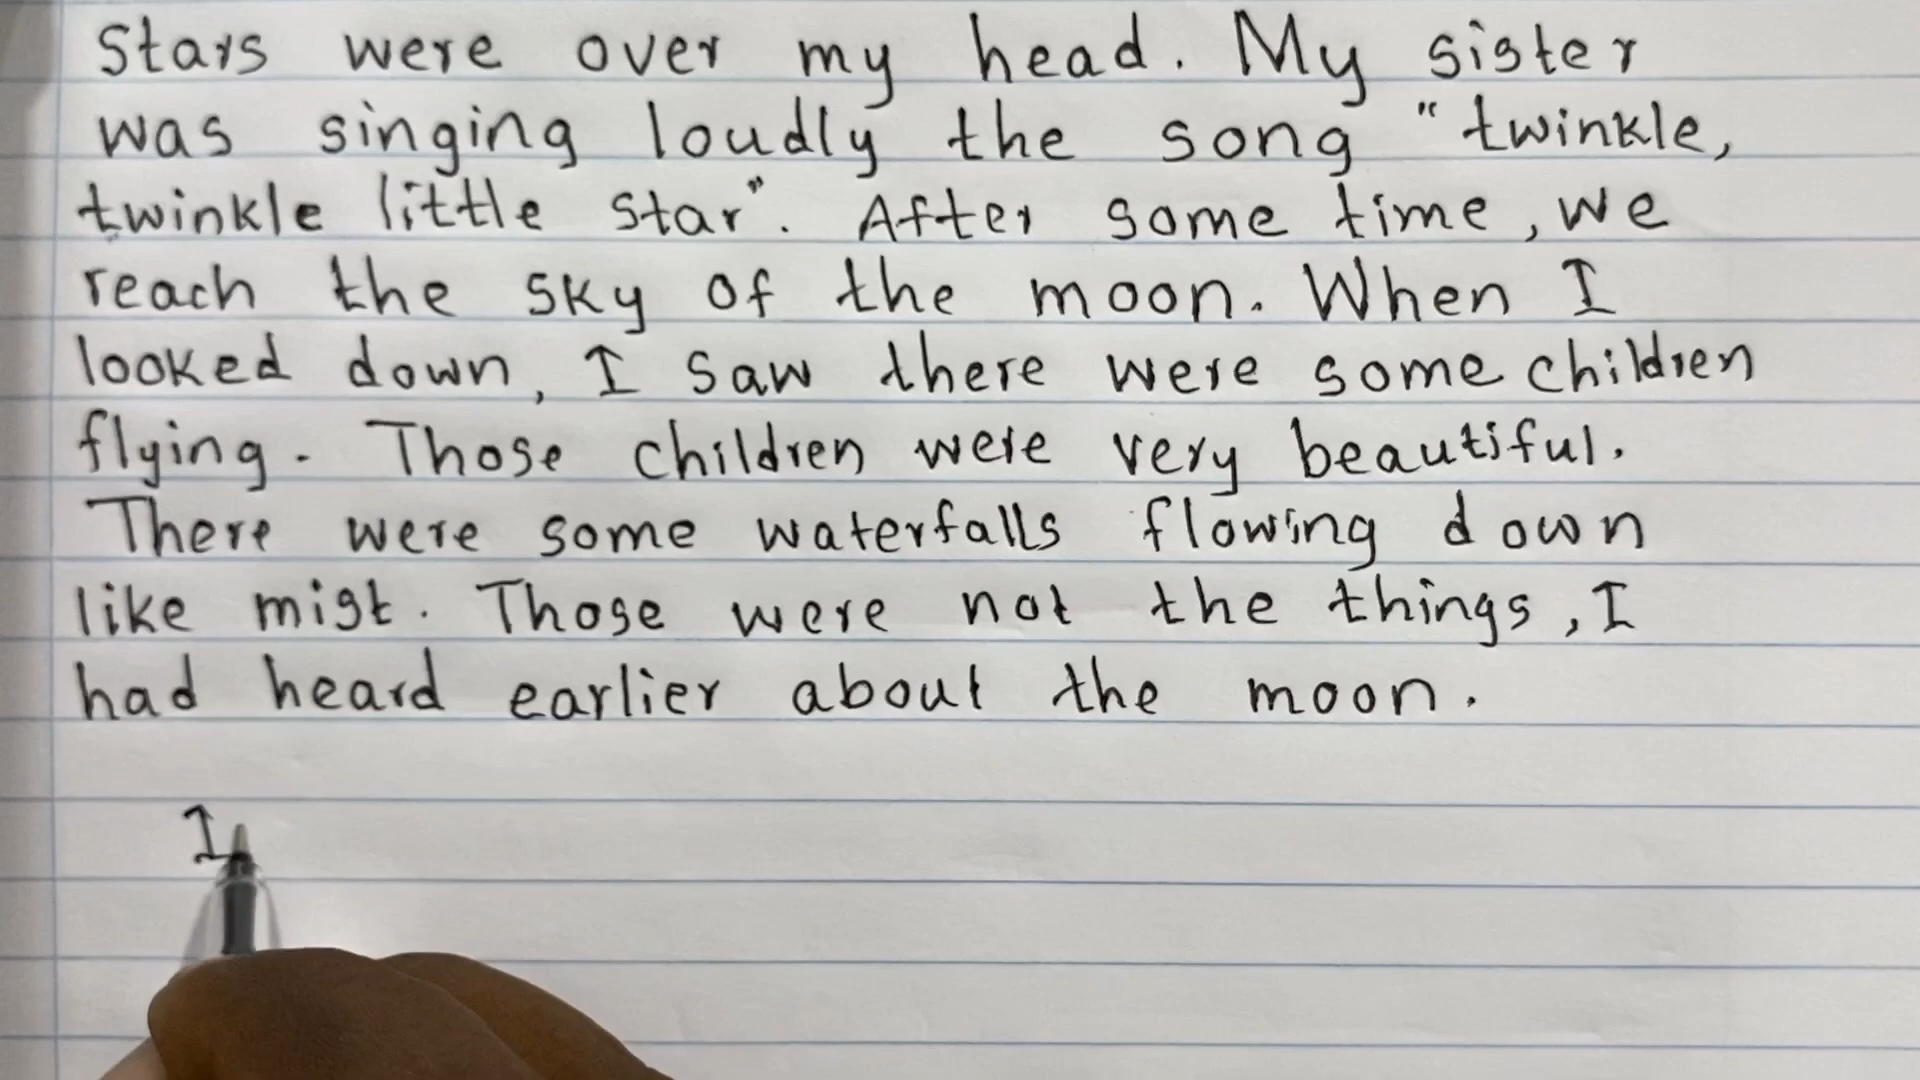 Stars were over my head. My sister
was singing loudly the song "twinkle,
twinkle little star". After some time, we
reach the sky of the moon. When I
looked down, I saw there were some children
flying. Those children were very beautiful.
There were some waterfalls flowing down
like mist. Those were not the things, I
had heard earlier about the moon.
I